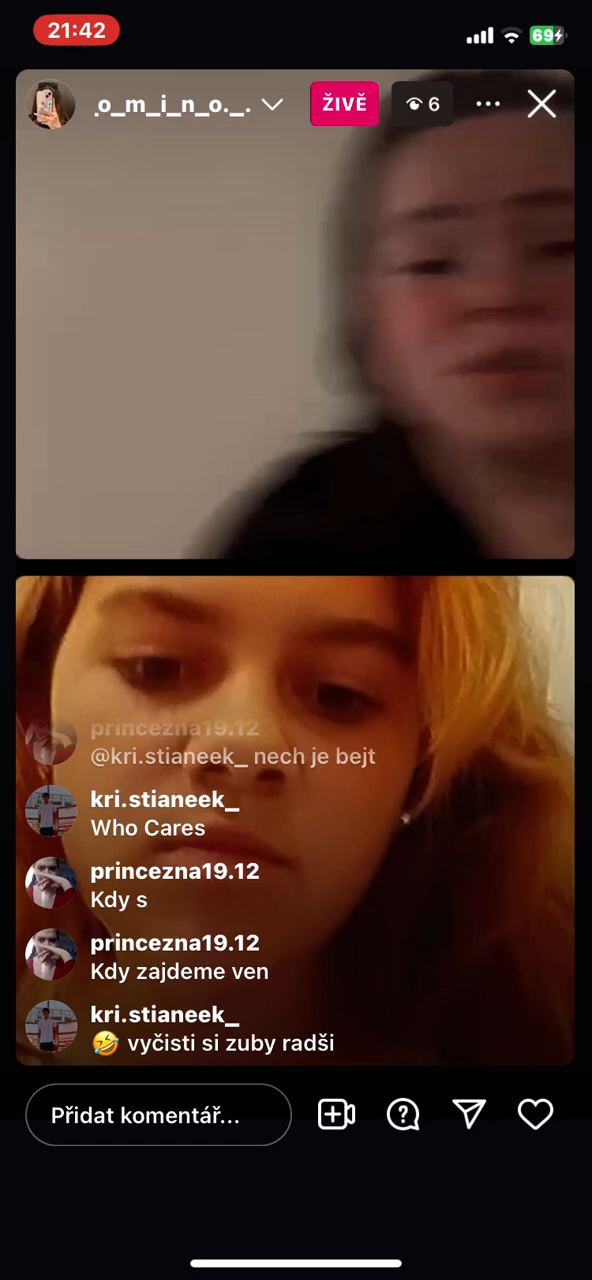 21:42
69
._o_m_i_n_o._.
ŽIVĚ
6
princezna19.12
@kri.stianeek_ nech je bejt
kri.stianeek_
Who Cares
princezna19.12
Kdy s
princezna19.12
Kdy zajdeme ven
kri.stianeek_
🤣 vyčisti si zuby radši
Přidat komentář...